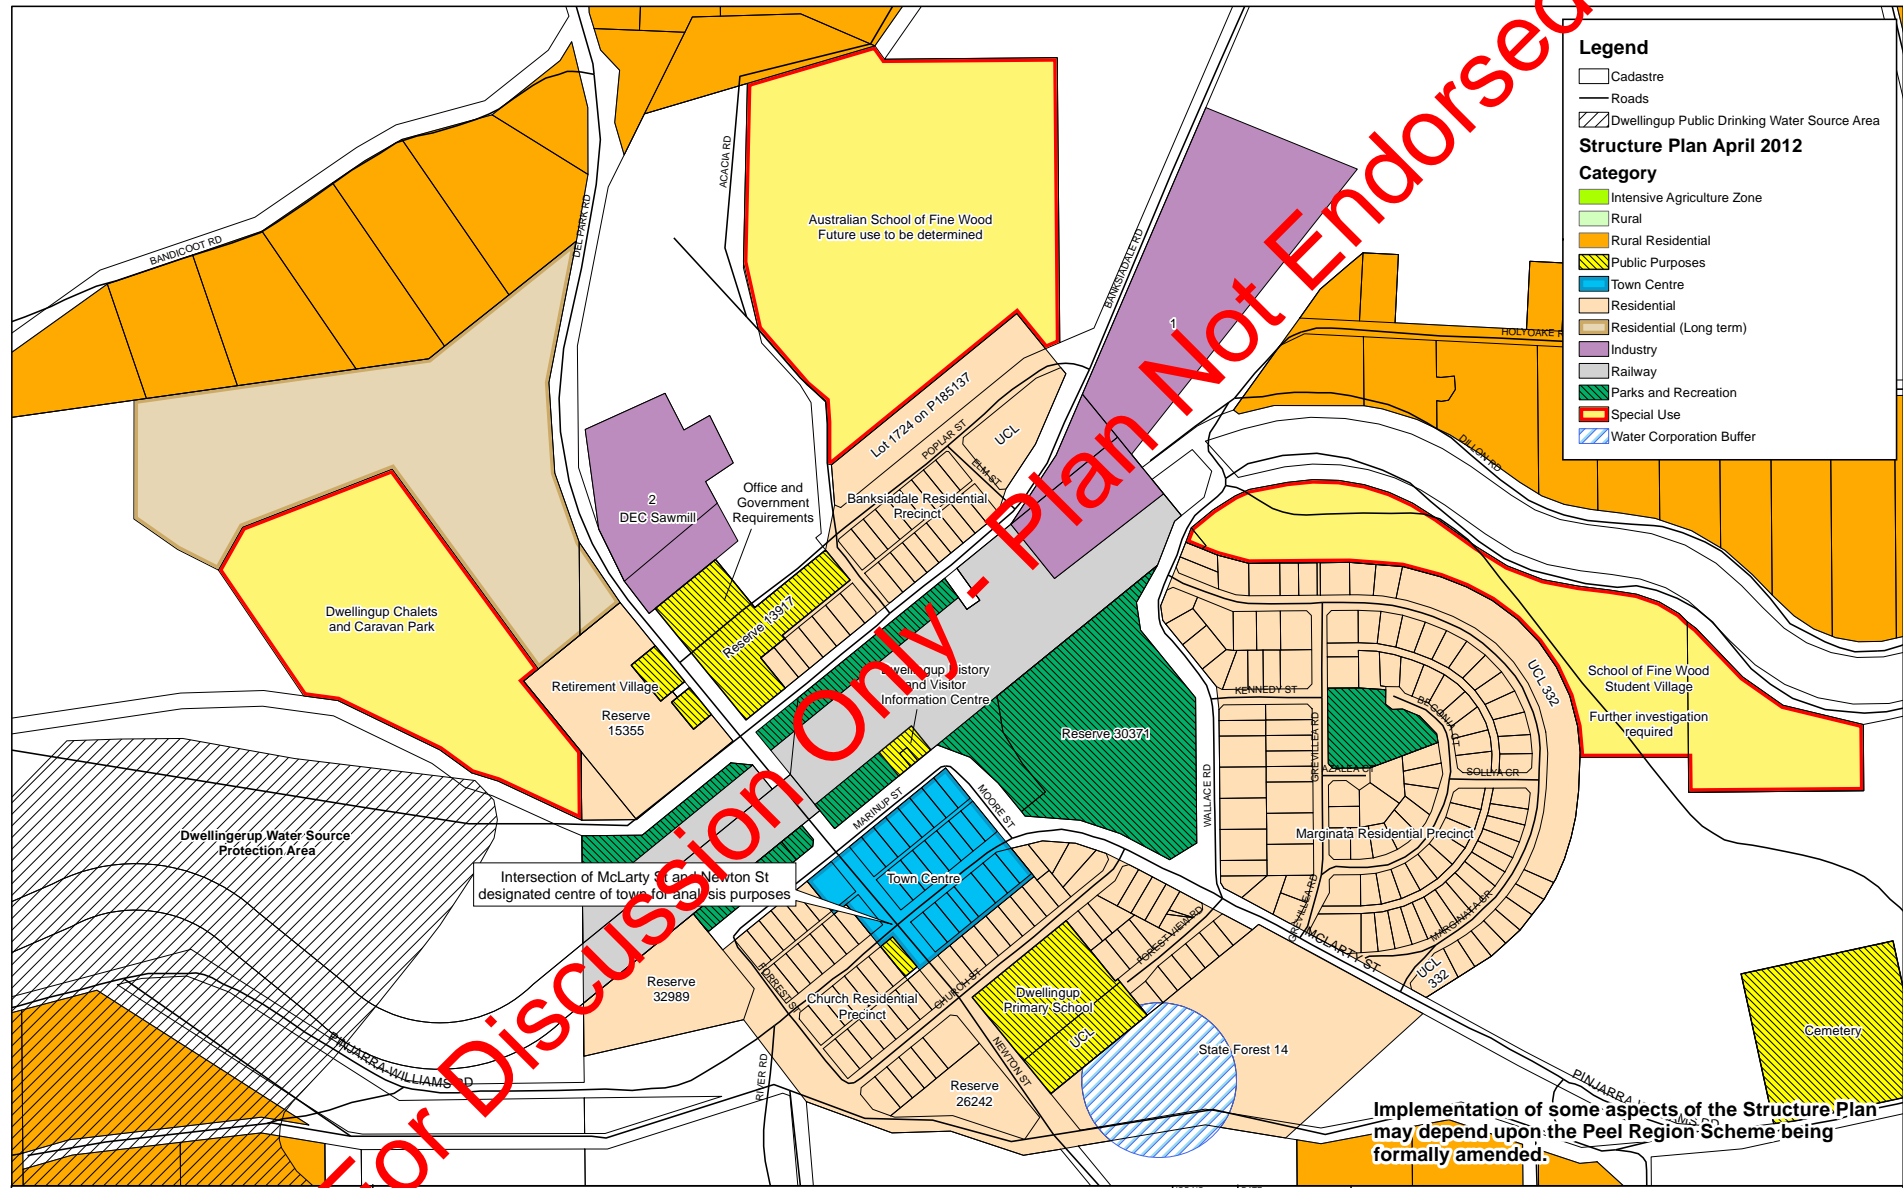 Legend
Cadastre
Roads
Dwellingup Public Drinking Water Source Area
Structure Plan April 2012
Category
Intensive Agriculture Zone
Rural
Rural Residential
Public Purposes
Town Centre
Residential
Residential (Long term)
Industry
Railway
Parks and Recreation
Special Use
Water Corporation Buffer
For Discussion Only - Plan Not Endorsed
BANDICOOT RD
DEL PARK RD
ACACIA RD
Australian School of Fine Wood
Future use to be determined
BANKSIADALE RD
1
HOLYOAKE
DILLON RD
Lot 1724 on P185137
POPLAR ST
UCL
ELM ST
Banksiadale Residential
Precinct
2
DEC Sawmill
Office and
Government
Requirements
Reserve 13917
Dwellingup Chalets
and Caravan Park
Retirement Village
Reserve
15355
Dwellingup History
and Visitor
Information Centre
Reserve 30371
KENNEDY ST
GREVILLEA RD
BEGONIA CT
AZALEA CT
SOLLYA CR
UCL 332
School of Fine Wood
Student Village
Further investigation
required
WALLACE RD
Marginata Residential Precinct
MARINUP ST
MOORE ST
Dwellingerup Water Source
Protection Area
Intersection of McLarty St and Newton St
designated centre of town for analysis purposes
Town Centre
GREVILLEA RD
MARGINATA CR
MCLARTY ST
UCL
332
FOREST VIEW RD
Reserve
32989
FORREST ST
Church Residential
Precinct
CHURCH ST
Dwellingup
Primary School
UCL
NEWTON ST
State Forest 14
Cemetery
PINJARRA-WILLIAMS RD
RIVER RD
Reserve
26242
PINJARRA-WILLIAMS RD
Implementation of some aspects of the Structure Plan
may depend upon the Peel Region Scheme being
formally amended.